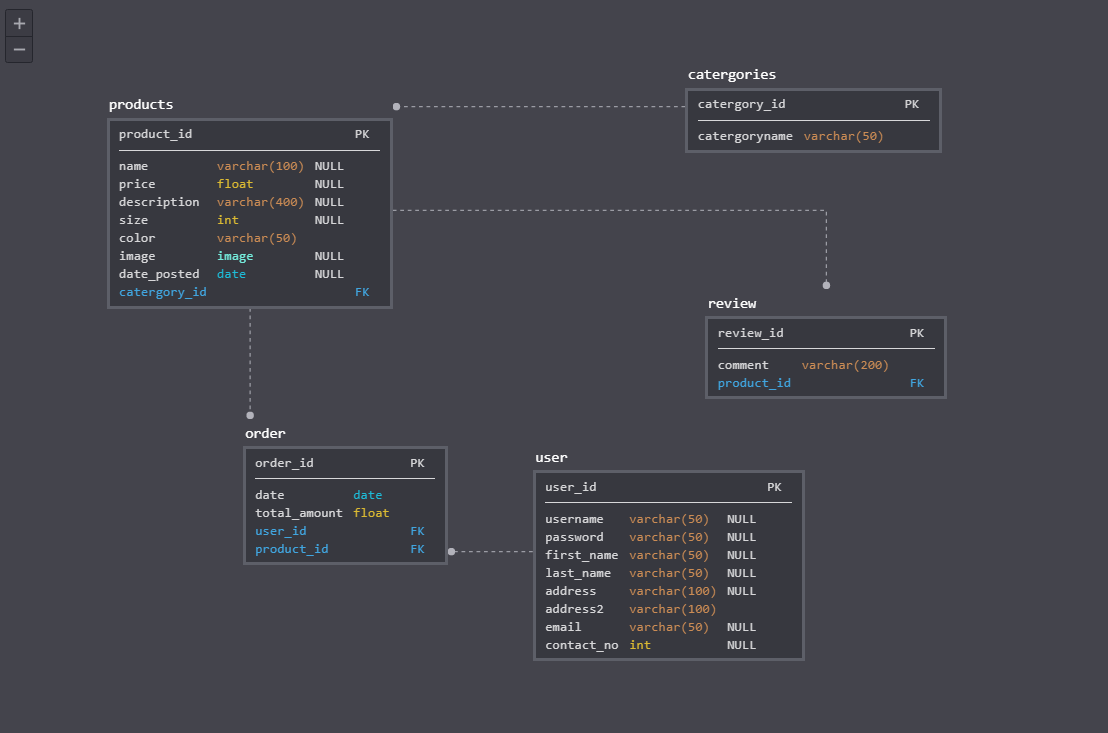 +
−
products
product_id PK
name varchar(100) NULL
price float NULL
description varchar(400) NULL
size int NULL
color varchar(50)
image image NULL
date_posted date NULL
catergory_id FK
catergories
catergory_id PK
catergoryname varchar(50)
review
review_id PK
comment varchar(200)
product_id FK
order
order_id PK
date date
total_amount float
user_id FK
product_id FK
user
user_id PK
username varchar(50) NULL
password varchar(50) NULL
first_name varchar(50) NULL
last_name varchar(50) NULL
address varchar(100) NULL
address2 varchar(100)
email varchar(50) NULL
contact_no int NULL